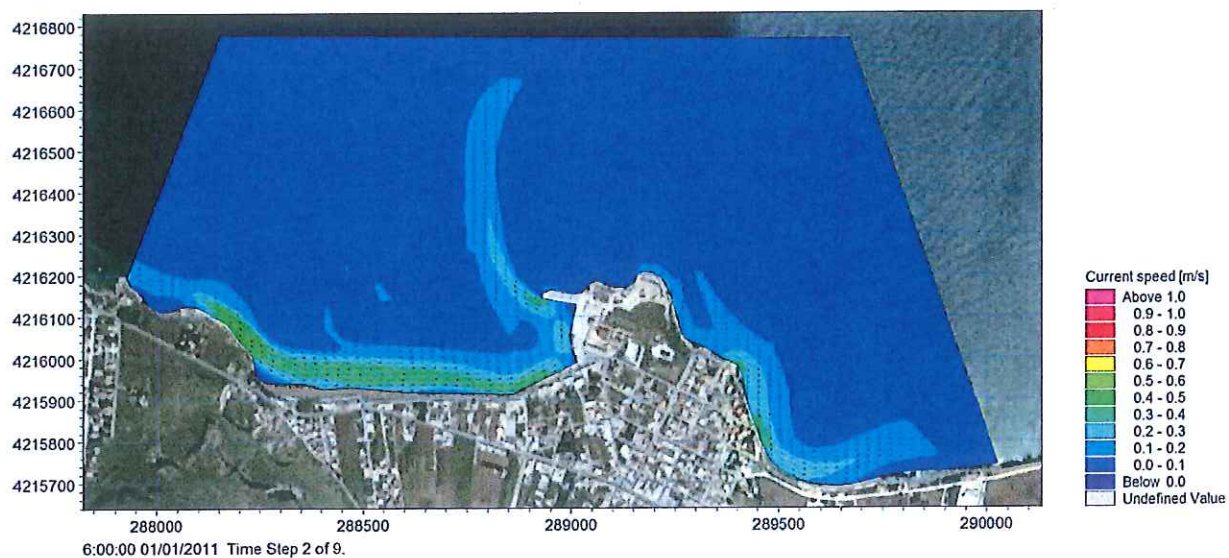 4216800
4216700
4216600
4216500
4216400
4216300
4216200
4216100
4216000
4215900
4215800
4215700
288000 288500 289000 289500 290000
6:00:00 01/01/2011 Time Step 2 of 9.
Current speed [m/s]
Above 1.0
0.9 - 1.0
0.8 - 0.9
0.7 - 0.8
0.6 - 0.7
0.5 - 0.6
0.4 - 0.5
0.3 - 0.4
0.2 - 0.3
0.1 - 0.2
0.0 - 0.1
Below 0.0
Undefined Value